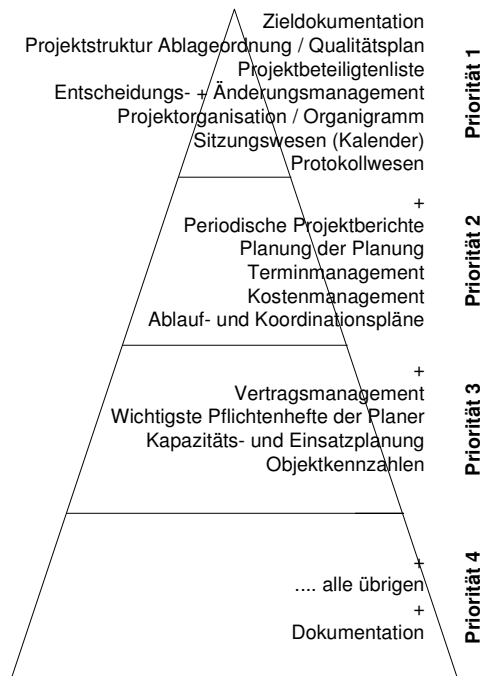 Zieldokumentation
Projektstruktur Ablageordnung / Qualitätsplan
Projektbeteiligtenliste
Entscheidungs- + Änderungsmanagement
Projektorganisation / Organigramm
Sitzungswesen (Kalender)
Protokollwesen
Priorität 1
+
Periodische Projektberichte
Planung der Planung
Terminmanagement
Kostenmanagement
Ablauf- und Koordinationspläne
Priorität 2
+
Vertragsmanagement
Wichtigste Pflichtenhefte der Planer
Kapazitäts- und Einsatzplanung
Objektkennzahlen
Priorität 3
+
.... alle übrigen
+
Dokumentation
Priorität 4